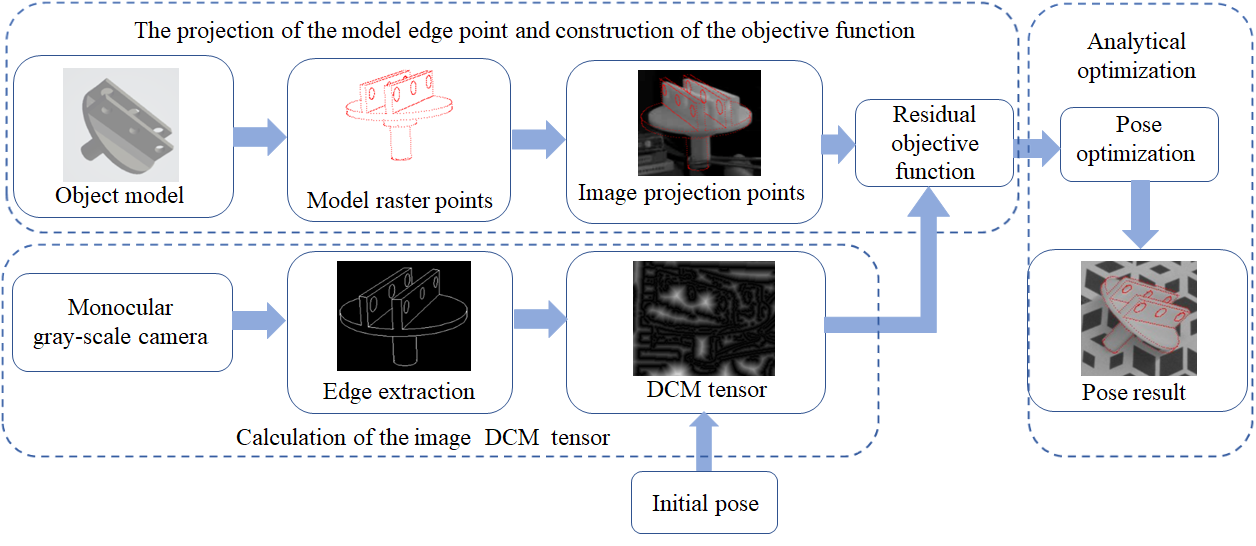 The projection of the model edge point and construction of the objective function
Object model
Model raster points
Image projection points
Residual
objective
function
Analytical
optimization
Pose
optimization
Pose result
Monocular
gray-scale camera
Edge extraction
DCM tensor
Calculation of the image DCM tensor
Initial pose